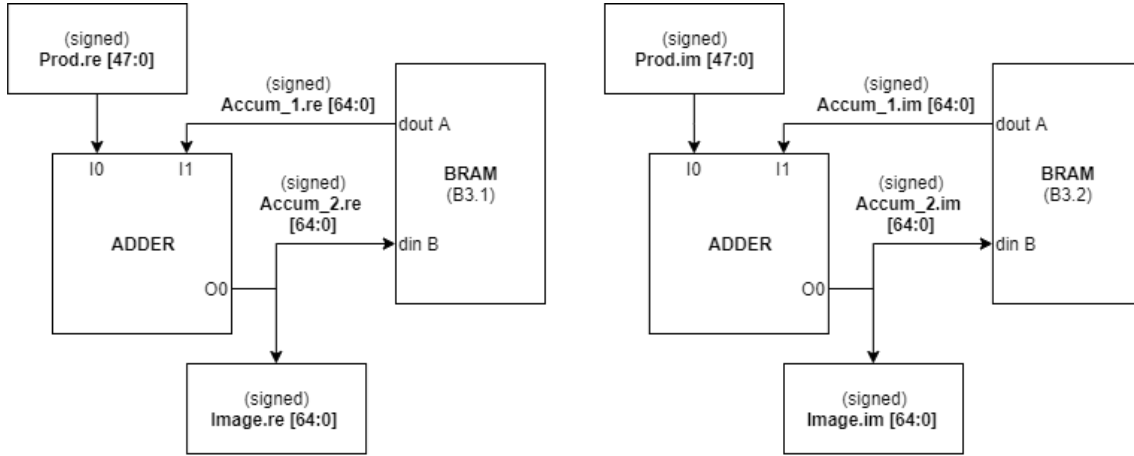 (signed)
Prod.re [47:0]
(signed)
Accum_1.re [64:0]
dout A
I0
I1
BRAM
(B3.1)
(signed)
Accum_2.re
[64:0]
ADDER
din B
O0
(signed)
Image.re [64:0]
(signed)
Prod.im [47:0]
(signed)
Accum_1.im [64:0]
dout A
I0
I1
BRAM
(B3.2)
(signed)
Accum_2.im
[64:0]
ADDER
din B
O0
(signed)
Image.im [64:0]